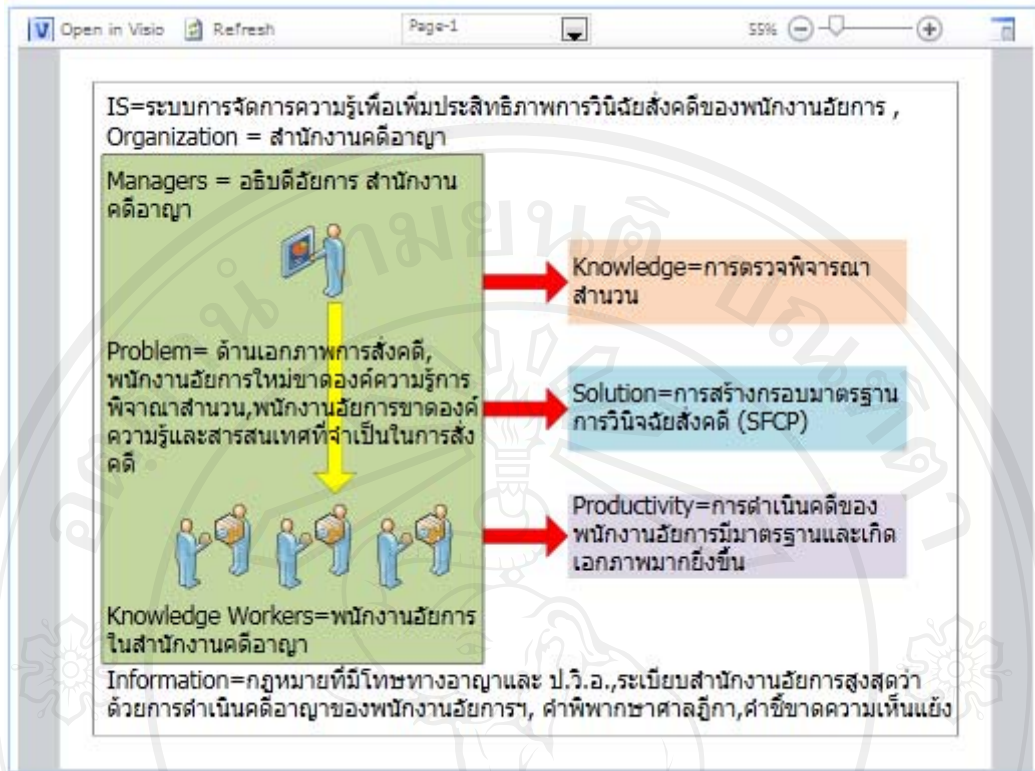 Open in Visio Refresh Page-1 55%
IS=ระบบการจัดการความรู้เพื่อเพิ่มประสิทธิภาพการวินิฉัยสั่งคดีของพนักงานอัยการ ,
Organization = สำนักงานคดีอาญา
Managers = อธิบดีอัยการ สำนักงาน
คดีอาญา
Knowledge=การตรวจพิจารณา
สำนวน
Problem= ด้านเอกภาพการสั่งคดี,
พนักงานอัยการใหม่ขาดองค์ความรู้การ
พิจาณาสำนวน,พนักงานอัยการขาดองค์
ความรู้และสารสนเทศที่จำเป็นในการสั่ง
คดี
Solution=การสร้างกรอบมาตรฐาน
การวินิจฉัยสั่งคดี (SFCP)
Productivity=การดำเนินคดีของ
พนักงานอัยการมีมาตรฐานและเกิด
เอกภาพมากยิ่งขึ้น
Knowledge Workers=พนักงานอัยการ
ในสำนักงานคดีอาญา
Information=กฎหมายที่มีโทษทางอาญาและ ป.วิ.อ.,ระเบียบสำนักงานอัยการสูงสุดว่า
ด้วยการดำเนินคดีอาญาของพนักงานอัยการฯ, คำพิพากษาศาลฎีกา,คำชี้ขาดความเห็นแย้ง